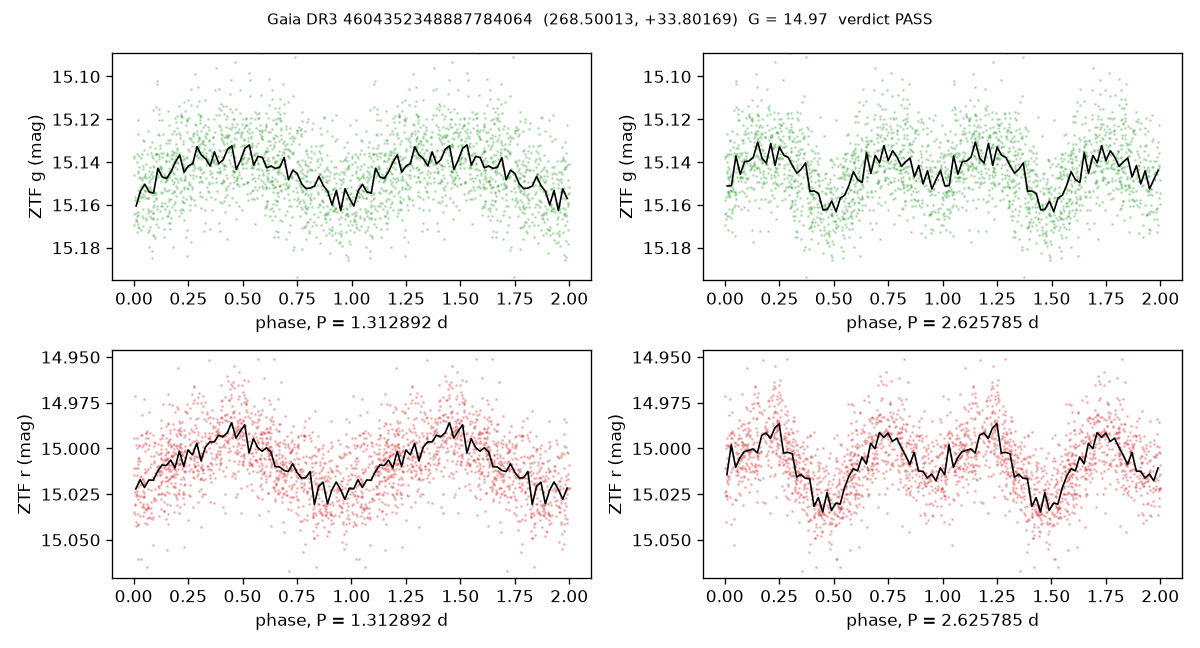 Gaia DR3 4604352348887784064 (268.50013, +33.80169) G = 14.97 verdict PASS
ZTF g (mag)
15.10
15.12
15.14
15.16
15.18
0.00 0.25 0.50 0.75 1.00 1.25 1.50 1.75 2.00
phase, P = 1.312892 d
ZTF g (mag)
15.10
15.12
15.14
15.16
15.18
0.00 0.25 0.50 0.75 1.00 1.25 1.50 1.75 2.00
phase, P = 2.625785 d
ZTF r (mag)
14.950
14.975
15.000
15.025
15.050
0.00 0.25 0.50 0.75 1.00 1.25 1.50 1.75 2.00
phase, P = 1.312892 d
ZTF r (mag)
14.950
14.975
15.000
15.025
15.050
0.00 0.25 0.50 0.75 1.00 1.25 1.50 1.75 2.00
phase, P = 2.625785 d